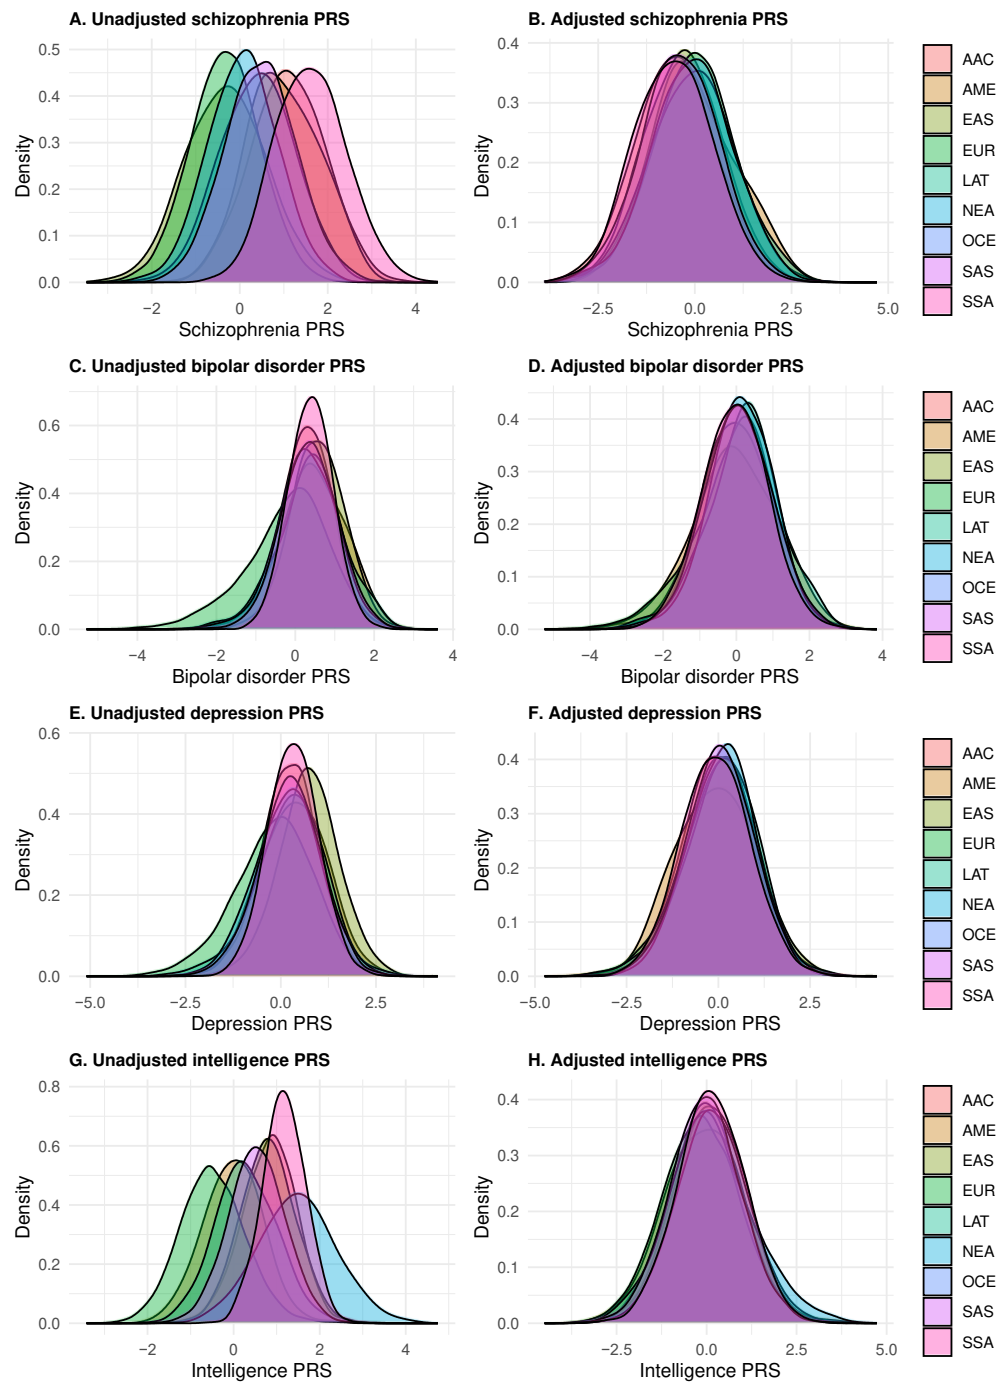 A. Unadjusted schizophrenia PRS
0.5
0.4
0.3
0.2
0.1
0.0
Density
−2
0
2
4
Schizophrenia PRS
B. Adjusted schizophrenia PRS
0.4
0.3
0.2
0.1
0.0
Density
−2.5
0.0
2.5
5.0
Schizophrenia PRS
AAC
AME
EAS
EUR
LAT
NEA
OCE
SAS
SSA
C. Unadjusted bipolar disorder PRS
0.6
0.4
0.2
0.0
Density
−4
−2
0
2
4
Bipolar disorder PRS
D. Adjusted bipolar disorder PRS
0.4
0.3
0.2
0.1
0.0
Density
−4
−2
0
2
4
Bipolar disorder PRS
AAC
AME
EAS
EUR
LAT
NEA
OCE
SAS
SSA
E. Unadjusted depression PRS
0.6
0.4
0.2
0.0
Density
−5.0
−2.5
0.0
2.5
Depression PRS
F. Adjusted depression PRS
0.4
0.3
0.2
0.1
0.0
Density
−5.0
−2.5
0.0
2.5
Depression PRS
AAC
AME
EAS
EUR
LAT
NEA
OCE
SAS
SSA
G. Unadjusted intelligence PRS
0.8
0.6
0.4
0.2
0.0
Density
−2
0
2
4
Intelligence PRS
H. Adjusted intelligence PRS
0.4
0.3
0.2
0.1
0.0
Density
−2.5
0.0
2.5
5.0
Intelligence PRS
AAC
AME
EAS
EUR
LAT
NEA
OCE
SAS
SSA